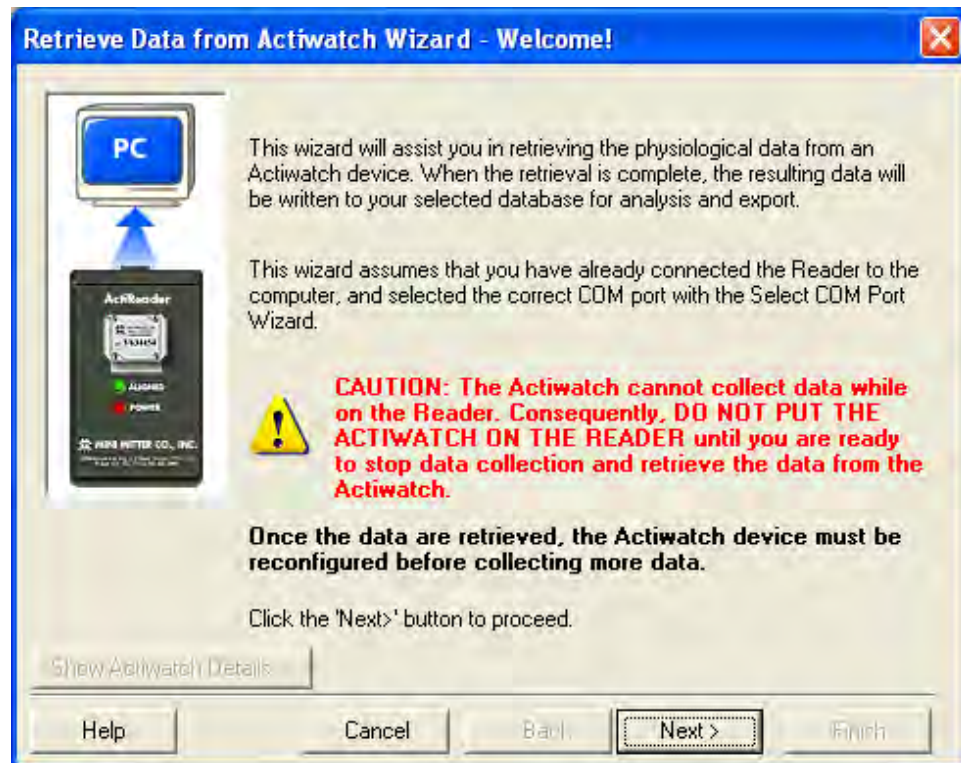 Retrieve Data from Actiwatch Wizard - Welcome!
PC
This wizard will assist you in retrieving the physiological data from an
Actiwatch device. When the retrieval is complete, the resulting data will
be written to your selected database for analysis and export.
This wizard assumes that you have already connected the Reader to the
computer, and selected the correct COM port with the Select COM Port
Wizard.
ActiReader
ALIGNED
POWER
MINI MITTER CO., INC.
CAUTION: The Actiwatch cannot collect data while
on the Reader. Consequently, DO NOT PUT THE
ACTIWATCH ON THE READER until you are ready
to stop data collection and retrieve the data from the
Actiwatch.
Once the data are retrieved, the Actiwatch device must be
reconfigured before collecting more data.
Click the 'Next>' button to proceed.
Show Actiwatch Details
Help
Cancel
Back
Next >
Finish